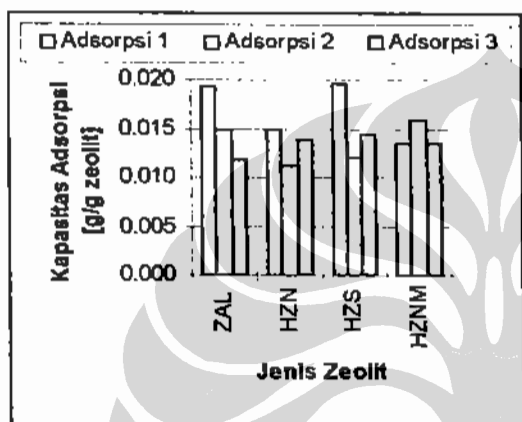 Adsorpsi 1 Adsorpsi 2 Adsorpsi 3
Kapasitas Adsorpsi
[g/g zeolit]
0.020
0.015
0.010
0.005
0.000
ZAL HZN HZS HZNM
Jenis Zeolit